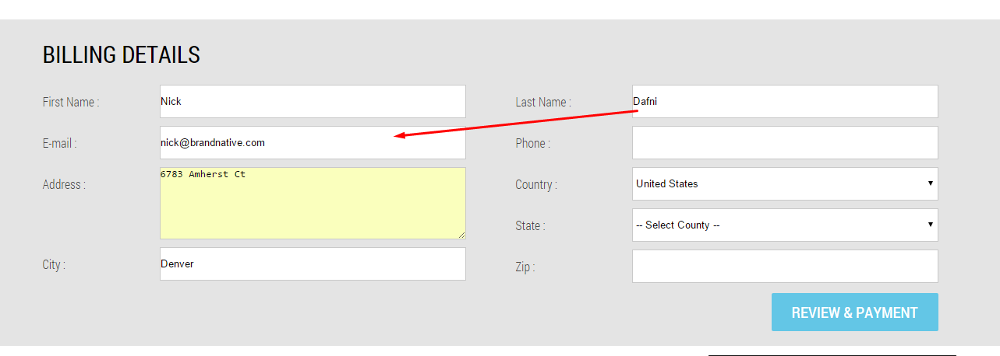 BILLING DETAILS
First Name : Nick Last Name : Dafni
E-mail : nick@brandnative.com Phone :
Address : 6783 Amherst Ct Country : United States
State : -- Select County --
City : Denver Zip :
REVIEW & PAYMENT